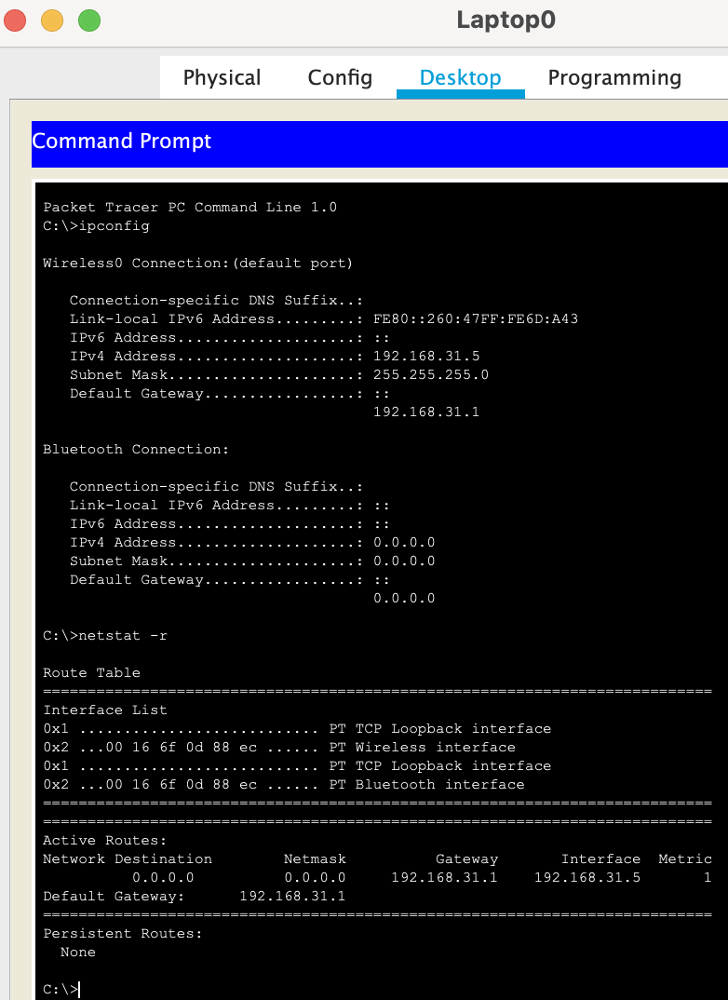 Laptop0
Physical Config Desktop Programming
Command Prompt
Packet Tracer PC Command Line 1.0
C:\>ipconfig
Wireless0 Connection:(default port)
Connection-specific DNS Suffix..:
Link-local IPv6 Address.........: FE80::260:47FF:FE6D:A43
IPv6 Address....................: ::
IPv4 Address....................: 192.168.31.5
Subnet Mask.....................: 255.255.255.0
Default Gateway.................: ::
192.168.31.1
Bluetooth Connection:
Connection-specific DNS Suffix..:
Link-local IPv6 Address.........: ::
IPv6 Address....................: ::
IPv4 Address....................: 0.0.0.0
Subnet Mask.....................: 0.0.0.0
Default Gateway.................: ::
0.0.0.0
C:\>netstat -r
Route Table
===========================================================================
Interface List
0x1 ........................... PT TCP Loopback interface
0x2 ...00 16 6f 0d 88 ec ...... PT Wireless interface
0x1 ........................... PT TCP Loopback interface
0x2 ...00 16 6f 0d 88 ec ...... PT Bluetooth interface
===========================================================================
===========================================================================
Active Routes:
Network Destination        Netmask          Gateway       Interface  Metric
0.0.0.0          0.0.0.0     192.168.31.1    192.168.31.5       1
Default Gateway:      192.168.31.1
===========================================================================
Persistent Routes:
None
C:\>